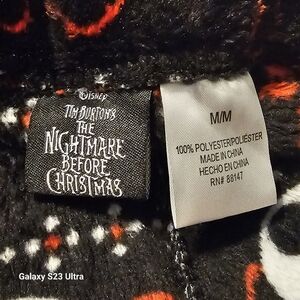 Disney
TIM BURTON'S
THE
NIGHTMARE
BEFORE
CHRISTMAS
M/M
100% POLYESTER/POLIÉSTER
MADE IN CHINA
HECHO EN CHINA
RN# 88147
Galaxy S23 Ultra